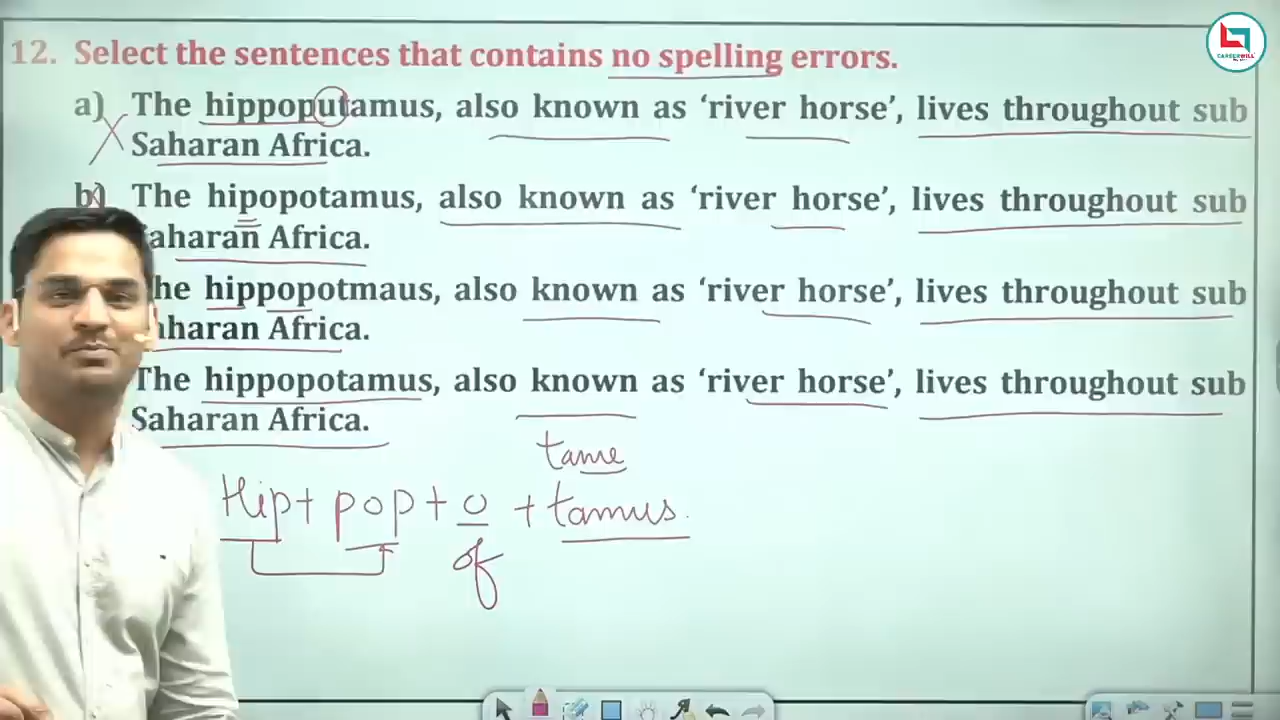 12. Select the sentences that contains no spelling errors.
a) The hippoputamus, also known as ‘river horse’, lives throughout sub
Saharan Africa.
b) The hipopotamus, also known as ‘river horse’, lives throughout sub
aharan Africa.
he hippopotmaus, also known as ‘river horse’, lives throughout sub
aharan Africa.
The hippopotamus, also known as ‘river horse’, lives throughout sub
Saharan Africa.
tame
Hip+ pop + o + tamus.
of
CAREERWILL